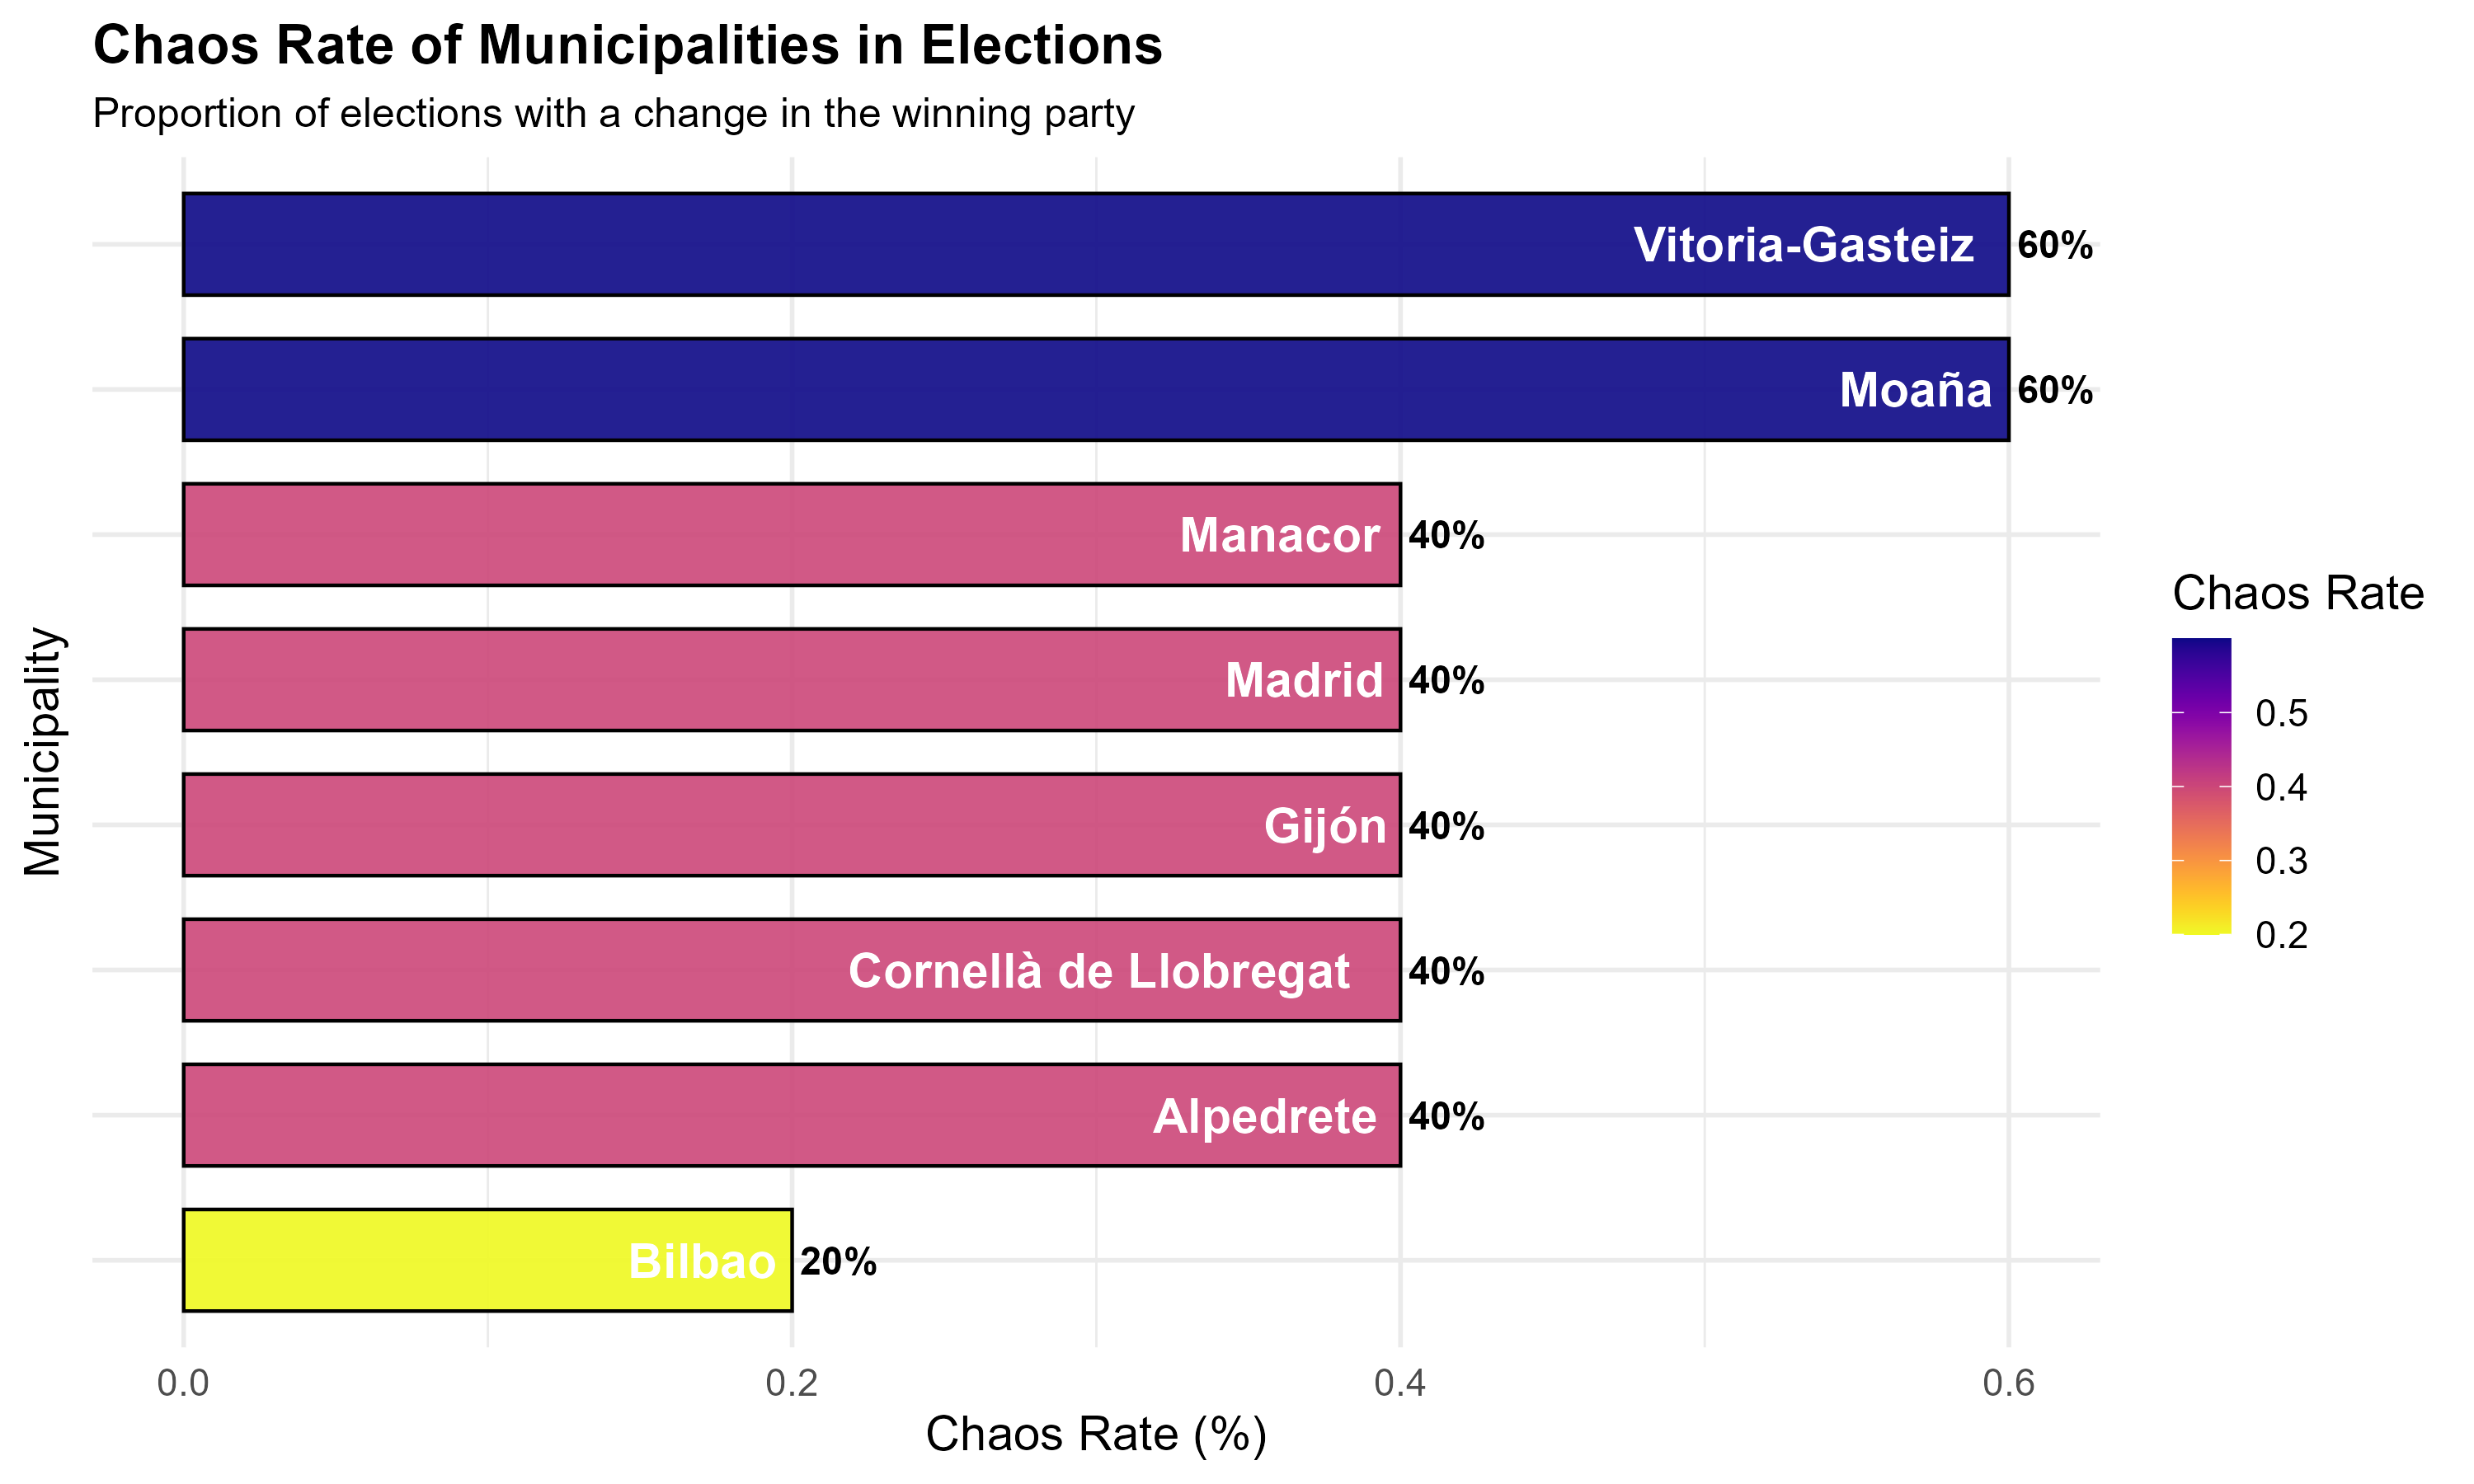 Chaos Rate of Municipalities in Elections
Proportion of elections with a change in the winning party
Municipality
Vitoria-Gasteiz 60%
Moaña 60%
Manacor 40%
Madrid 40%
Gijón 40%
Cornellà de Llobregat 40%
Alpedrete 40%
Bilbao 20%
0.0 0.2 0.4 0.6
Chaos Rate (%)
Chaos Rate
0.5
0.4
0.3
0.2